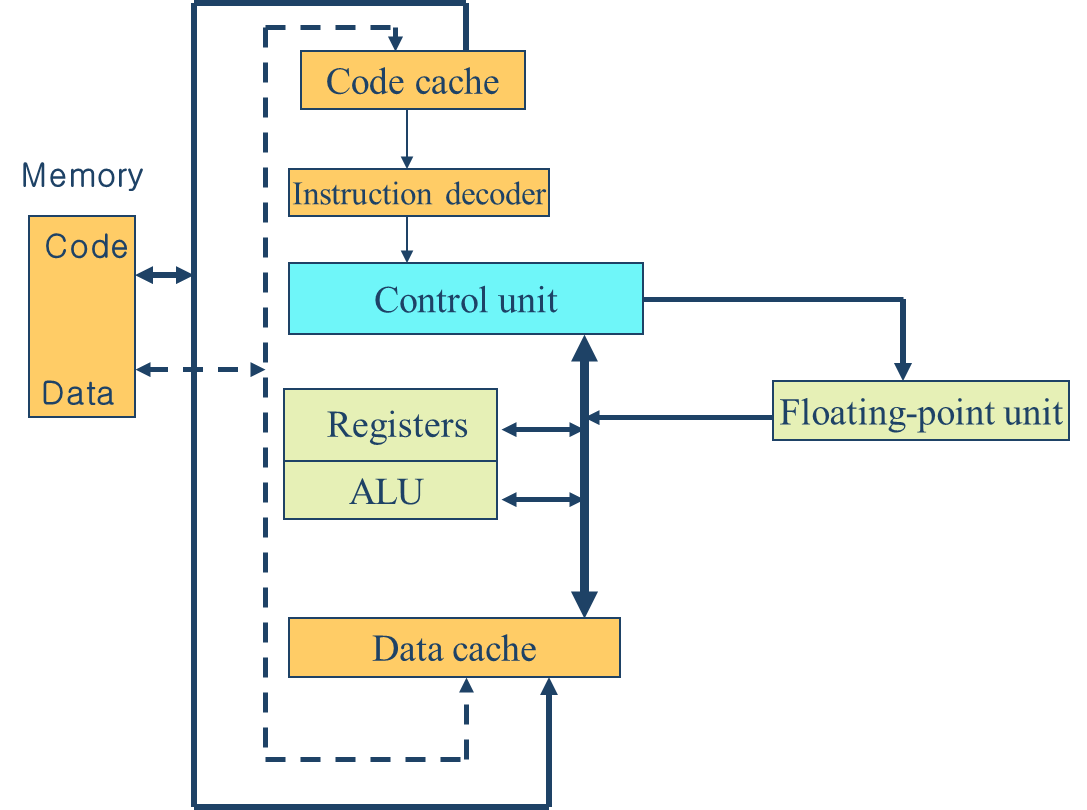 Code cache
Memory
Instruction decoder
Code
Control unit
Data
Registers
Floating-point unit
ALU
Data cache